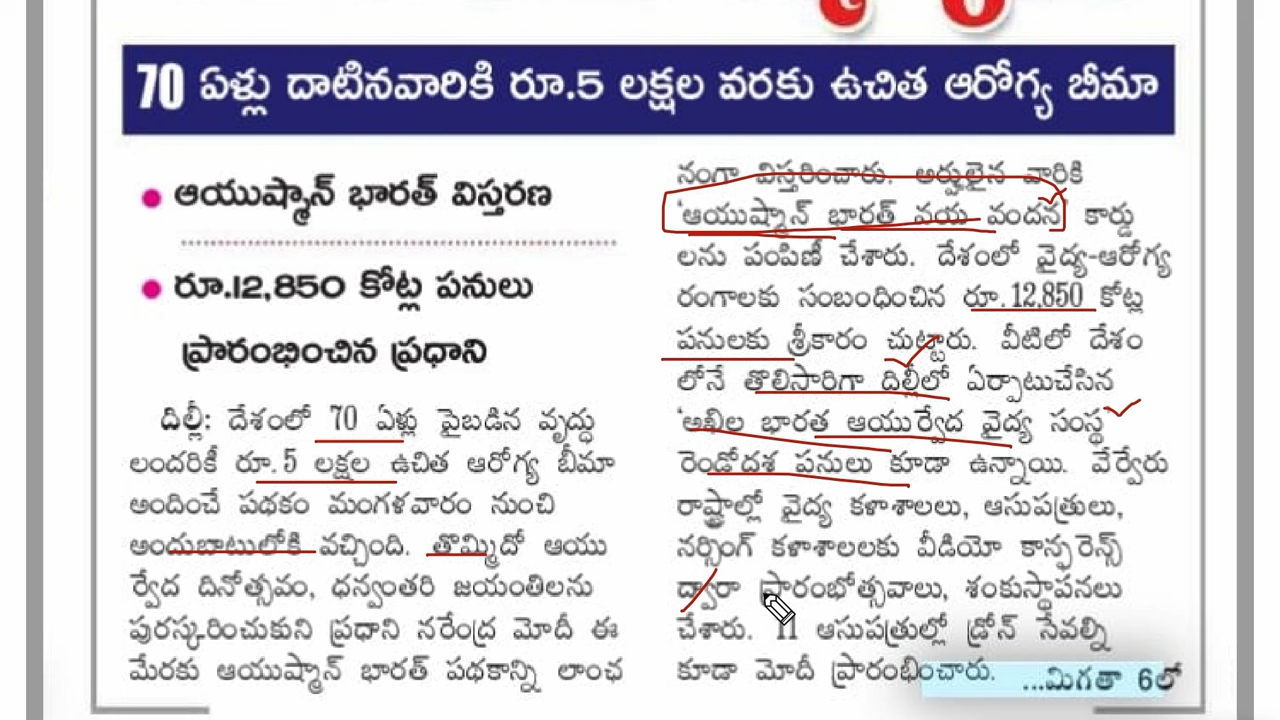 70 ఏళ్లు దాటినవారికి రూ.5 లక్షల వరకు ఉచిత ఆరోగ్య బీమా
• ఆయుష్మాన్ భారత్ విస్తరణ
• రూ.12,850 కోట్ల పనులు
ప్రారంభించిన ప్రధాని
దిల్లీ: దేశంలో 70 ఏళ్లు పైబడిన వృద్ధు
లందరికీ రూ.5 లక్షల ఉచిత ఆరోగ్య బీమా
అందించే పథకం మంగళవారం నుంచి
అందుబాటులోకి వచ్చింది. తొమ్మిదో ఆయు
ర్వేద దినోత్సవం, ధన్వంతరి జయంతిలను
పురస్కరించుకుని ప్రధాని నరేంద్ర మోదీ ఈ
మేరకు ఆయుష్మాన్ భారత్ పథకాన్ని లాంఛ
నంగా విస్తరించారు. అర్హులైన వారికి
‘ఆయుష్మాన్ భారత్ వయ వందన’ కార్డు
లను పంపిణీ చేశారు. దేశంలో వైద్య-ఆరోగ్య
రంగాలకు సంబంధించిన రూ.12,850 కోట్ల
పనులకు శ్రీకారం చుట్టారు. వీటిలో దేశం
లోనే తొలిసారిగా దిల్లీలో ఏర్పాటుచేసిన
‘అఖిల భారత ఆయుర్వేద వైద్య సంస్థ’
రెండోదశ పనులు కూడా ఉన్నాయి. వేర్వేరు
రాష్ట్రాల్లో వైద్య కళాశాలలు, ఆసుపత్రులు,
నర్సింగ్ కళాశాలలకు వీడియో కాన్ఫరెన్స్
ద్వారా ప్రారంభోత్సవాలు, శంకుస్థాపనలు
చేశారు. 11 ఆసుపత్రుల్లో డ్రోన్ సేవల్ని
కూడా మోదీ ప్రారంభించారు. ...మిగతా 6లో